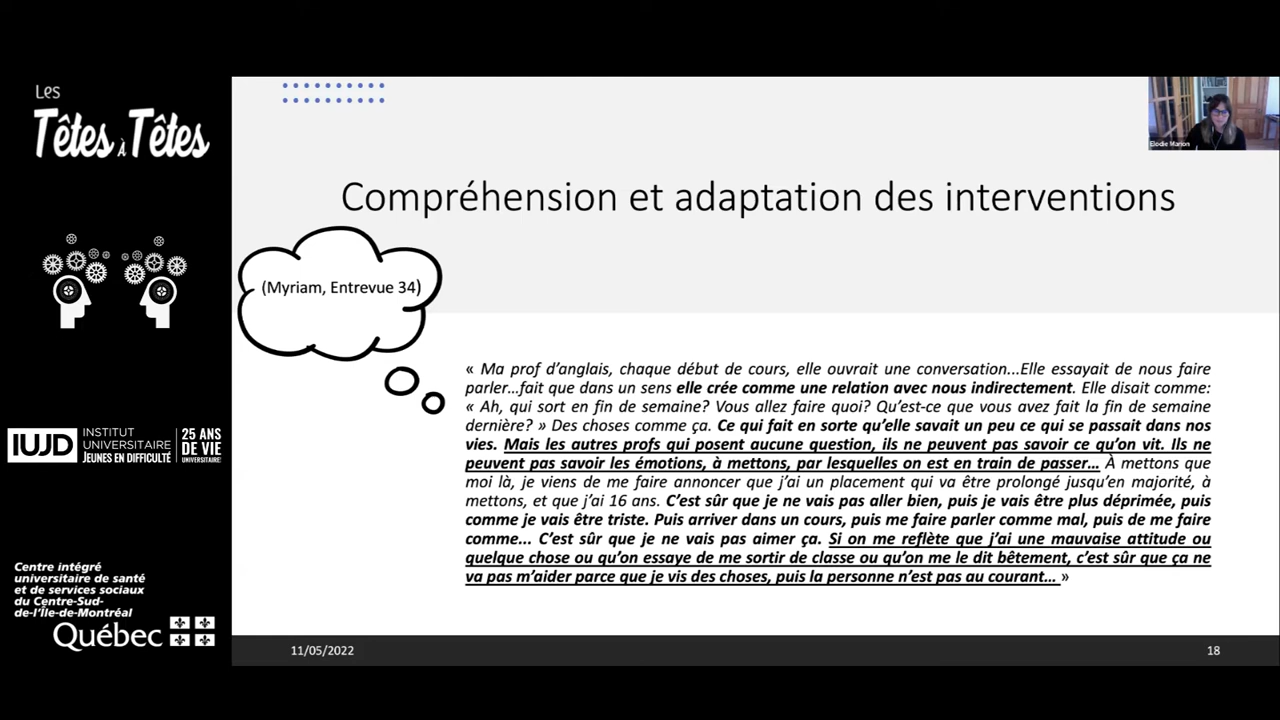 Les
Têtes à Têtes
IUJD
INSTITUT
UNIVERSITAIRE
JEUNES EN DIFFICULTÉ
25 ANS
DE VIE
UNIVERSITAIRE!
Centre intégré
universitaire de santé
et de services sociaux
du Centre-Sud-
de-l'Île-de-Montréal
Québec
Elodie Marion
Compréhension et adaptation des interventions
(Myriam, Entrevue 34)
« Ma prof d'anglais, chaque début de cours, elle ouvrait une conversation...Elle essayait de nous faire
parler…fait que dans un sens elle crée comme une relation avec nous indirectement. Elle disait comme:
« Ah, qui sort en fin de semaine? Vous allez faire quoi? Qu'est-ce que vous avez fait la fin de semaine
dernière? » Des choses comme ça. Ce qui fait en sorte qu'elle savait un peu ce qui se passait dans nos
vies. Mais les autres profs qui posent aucune question, ils ne peuvent pas savoir ce qu'on vit. Ils ne
peuvent pas savoir les émotions, à mettons, par lesquelles on est en train de passer… À mettons que
moi là, je viens de me faire annoncer que j'ai un placement qui va être prolongé jusqu'en majorité, à
mettons, et que j'ai 16 ans. C'est sûr que je ne vais pas aller bien, puis je vais être plus déprimée, puis
comme je vais être triste. Puis arriver dans un cours, puis me faire parler comme mal, puis de me faire
comme... C'est sûr que je ne vais pas aimer ça. Si on me reflète que j'ai une mauvaise attitude ou
quelque chose ou qu'on essaye de me sortir de classe ou qu'on me le dit bêtement, c'est sûr que ça ne
va pas m'aider parce que je vis des choses, puis la personne n'est pas au courant… »
11/05/2022
18